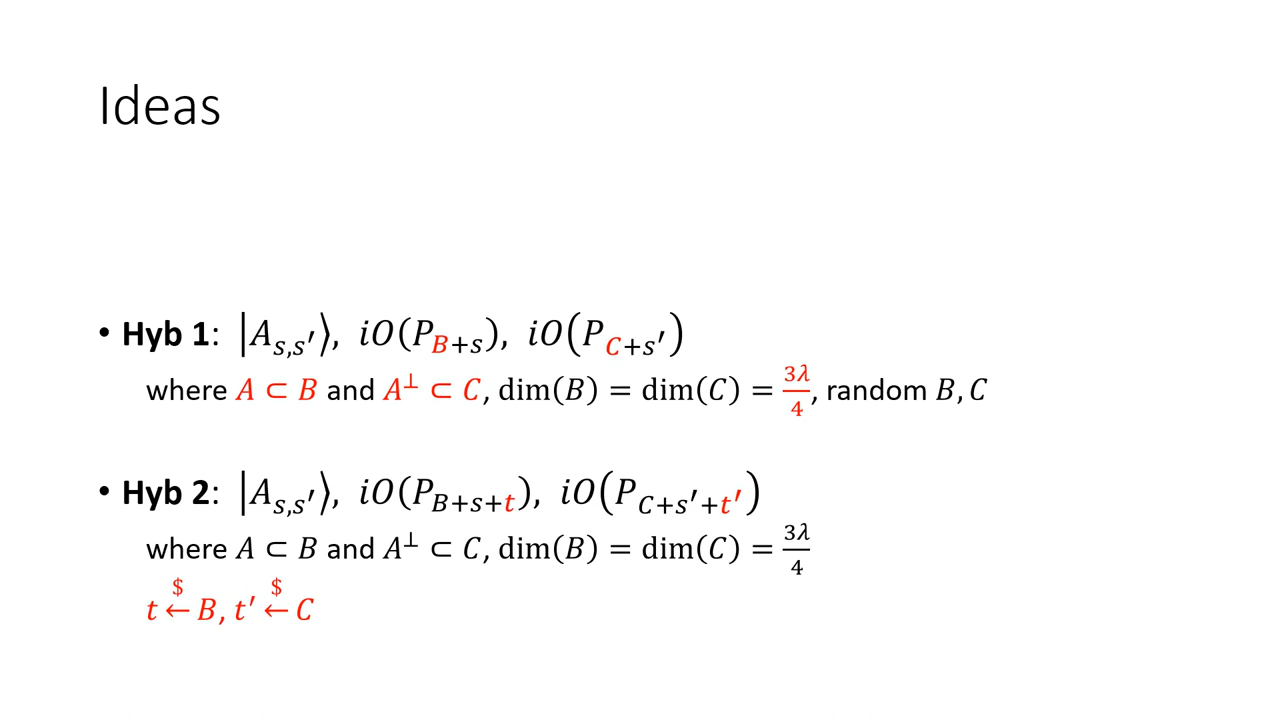 Ideas
• Hyb 1: |A_{s,s′}⟩, iO(P_{B+s}), iO(P_{C+s′})
where A ⊂ B and A^⊥ ⊂ C, dim(B) = dim(C) = 3λ/4, random B, C
• Hyb 2: |A_{s,s′}⟩, iO(P_{B+s+t}), iO(P_{C+s′+t′})
where A ⊂ B and A^⊥ ⊂ C, dim(B) = dim(C) = 3λ/4
t ←$ B, t′ ←$ C